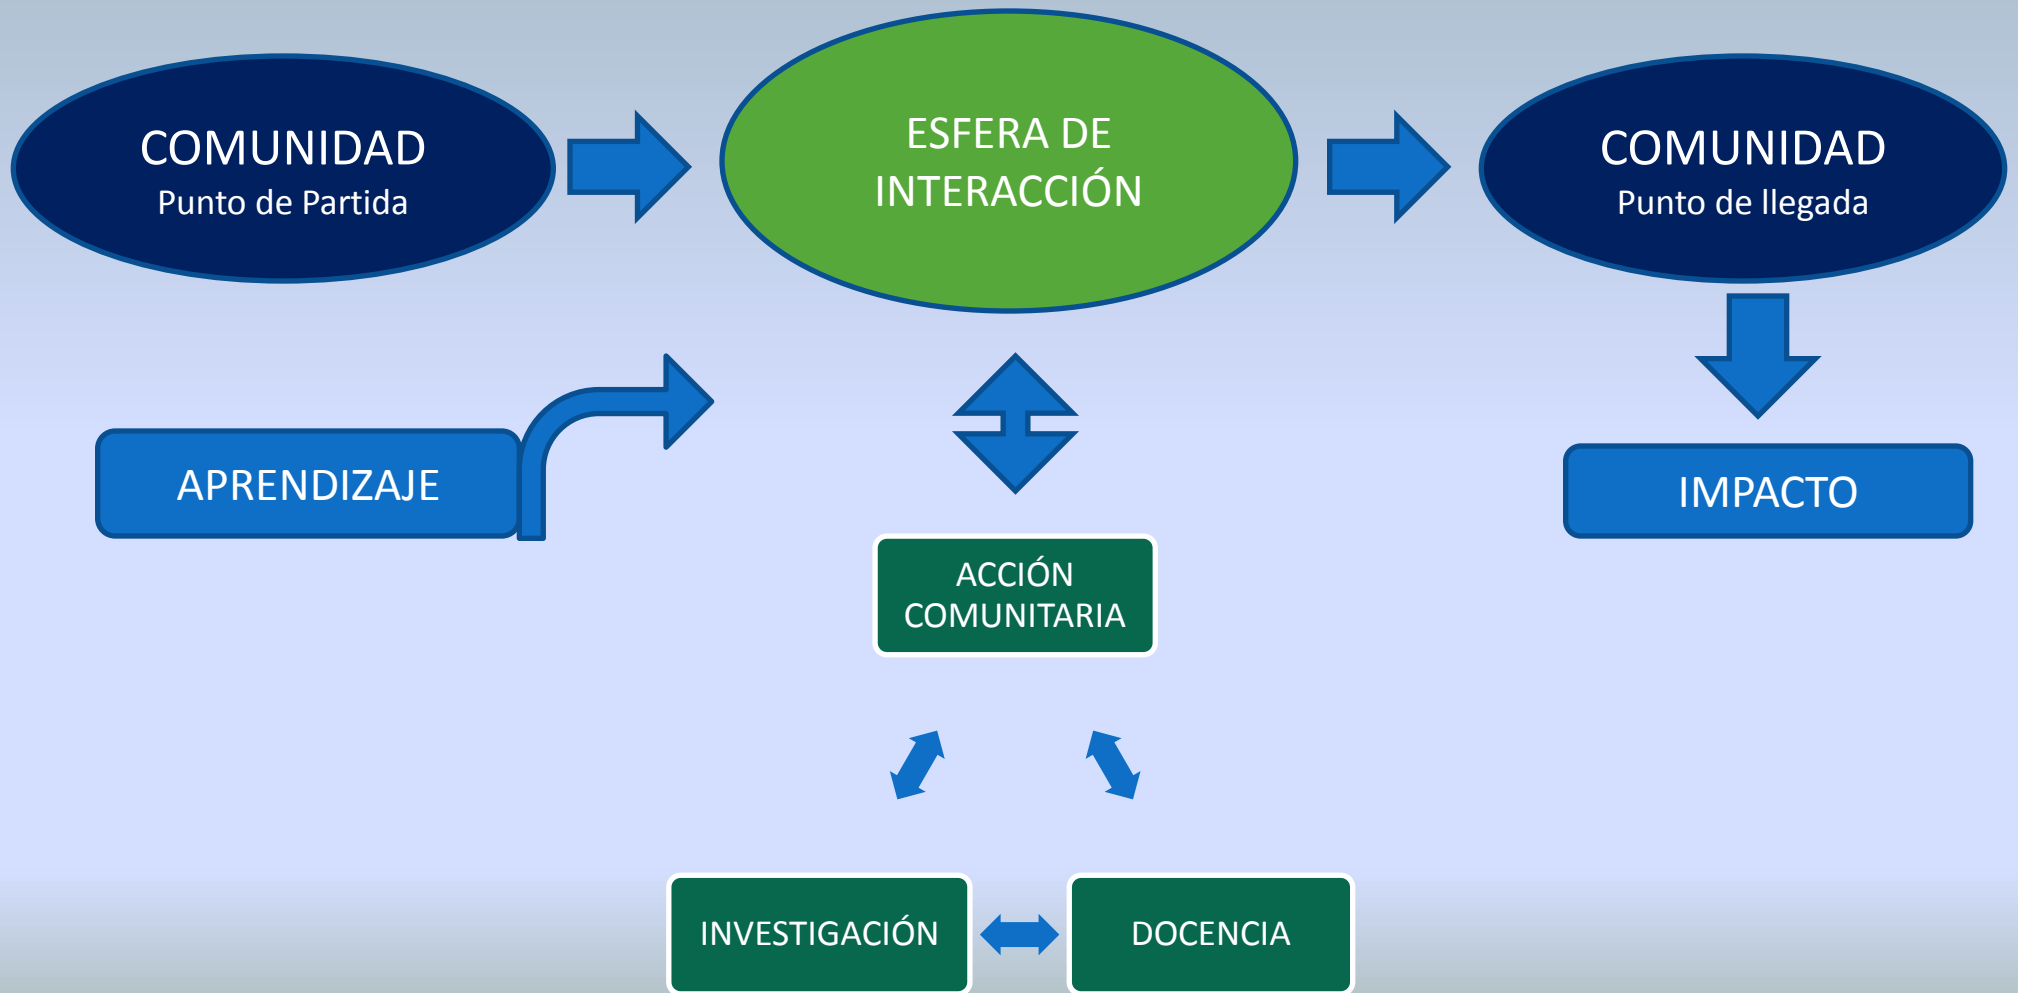 COMUNIDAD
Punto de Partida
ESFERA DE
INTERACCIÓN
COMUNIDAD
Punto de llegada
APRENDIZAJE
IMPACTO
ACCIÓN
COMUNITARIA
INVESTIGACIÓN
DOCENCIA